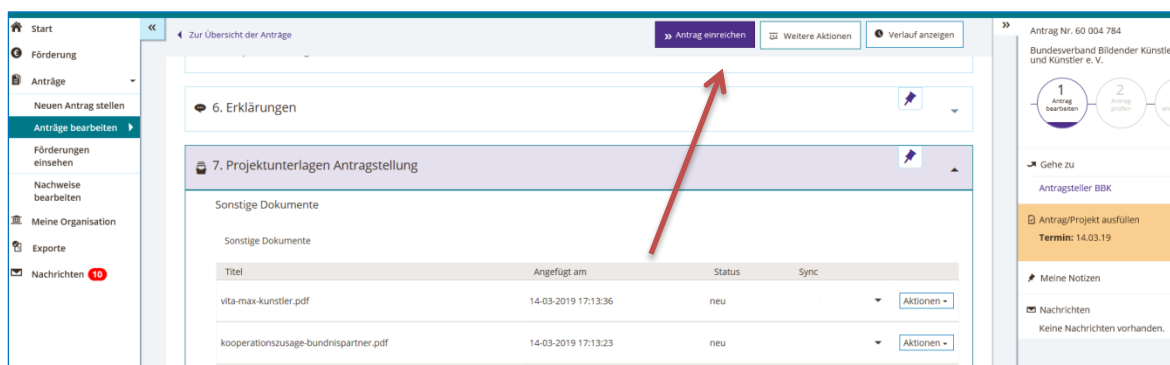 Start
Förderung
Anträge
Neuen Antrag stellen
Anträge bearbeiten
Förderungen
einsehen
Nachweise
bearbeiten
Meine Organisation
Exporte
Nachrichten 10
«
Zur Übersicht der Anträge
» Antrag einreichen
Weitere Aktionen
Verlauf anzeigen
6. Erklärungen
7. Projektunterlagen Antragstellung
Sonstige Dokumente
Sonstige Dokumente
Titel Angefügt am Status Sync
vita-max-kunstler.pdf 14-03-2019 17:13:36 neu Aktionen
kooperationszusage-bundnispartner.pdf 14-03-2019 17:13:23 neu Aktionen
»
Antrag Nr. 60 004 784
Bundesverband Bildender Künstle
und Künstler e. V.
1
Antrag
bearbeiten
2
Antrag
prüfen
Gehe zu
Antragsteller BBK
Antrag/Projekt ausfüllen
Termin: 14.03.19
Meine Notizen
Nachrichten
Keine Nachrichten vorhanden.